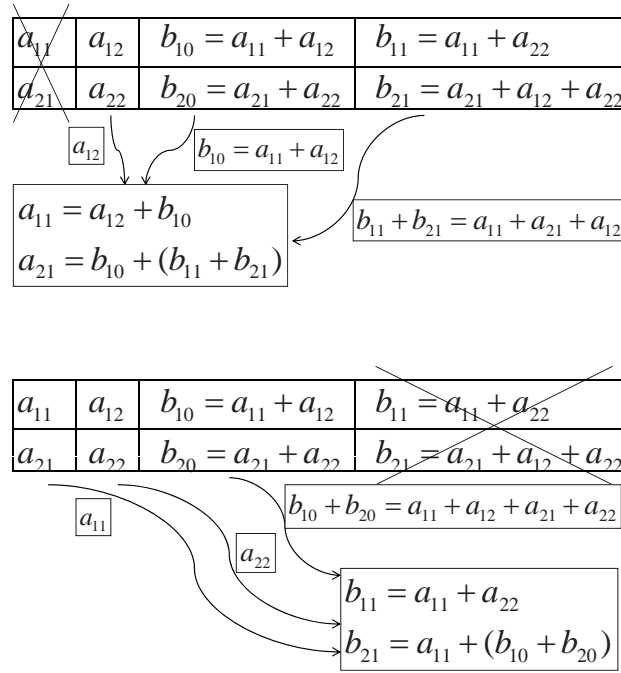 a₁₁ a₁₂ b₁₀ = a₁₁ + a₁₂ b₁₁ = a₁₁ + a₂₂
a₂₁ a₂₂ b₂₀ = a₂₁ + a₂₂ b₂₁ = a₂₁ + a₁₂ + a₂₂
a₁₂ b₁₀ = a₁₁ + a₁₂
a₁₁ = a₁₂ + b₁₀
b₁₁ + b₂₁ = a₁₁ + a₂₁ + a₁₂
a₂₁ = b₁₀ + (b₁₁ + b₂₁)
a₁₁ a₁₂ b₁₀ = a₁₁ + a₁₂ b₁₁ = a₁₁ + a₂₂
a₂₁ a₂₂ b₂₀ = a₂₁ + a₂₂ b₂₁ = a₂₁ + a₁₂ + a₂₂
a₁₁ b₁₀ + b₂₀ = a₁₁ + a₁₂ + a₂₁ + a₂₂
a₂₂
b₁₁ = a₁₁ + a₂₂
b₂₁ = a₁₁ + (b₁₀ + b₂₀)